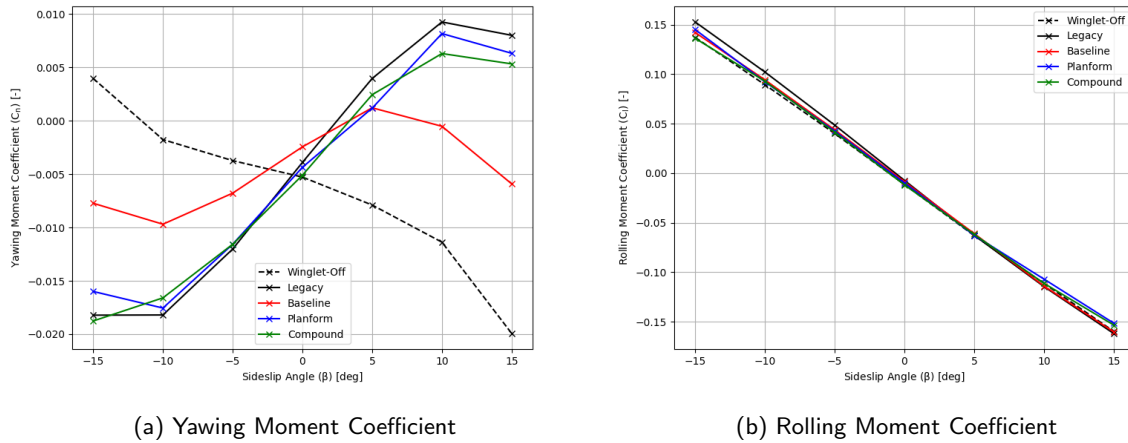 0.010
0.005
0.000
−0.005
−0.010
−0.015
−0.020
Yawing Moment Coefficient (Cₙ) [-]
Winglet-Off
Legacy
Baseline
Planform
Compound
−15 −10 −5 0 5 10 15
Sideslip Angle (β) [deg]
(a) Yawing Moment Coefficient
0.15
0.10
0.05
0.00
−0.05
−0.10
−0.15
Rolling Moment Coefficient (Cₗ) [-]
Winglet-Off
Legacy
Baseline
Planform
Compound
−15 −10 −5 0 5 10 15
Sideslip Angle (β) [deg]
(b) Rolling Moment Coefficient